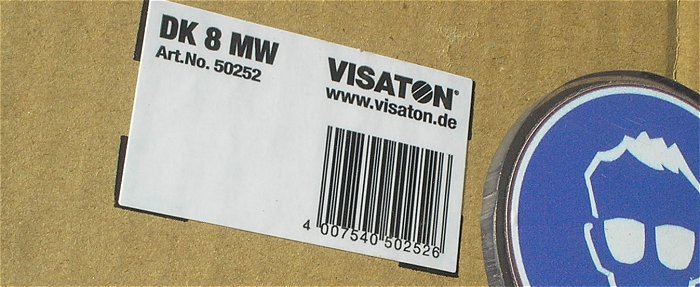 DK 8 MW
Art.No. 50252
VISATON®
www.visaton.de
4 007540 502526